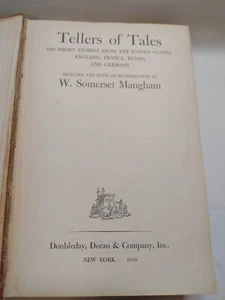 Tellers of Tales
100 SHORT STORIES FROM THE UNITED STATES,
ENGLAND, FRANCE, RUSSIA
AND GERMANY
SELECTED AND WITH AN INTRODUCTION BY
W. Somerset Maugham
Doubleday, Doran & Company, Inc.
NEW YORK 1939